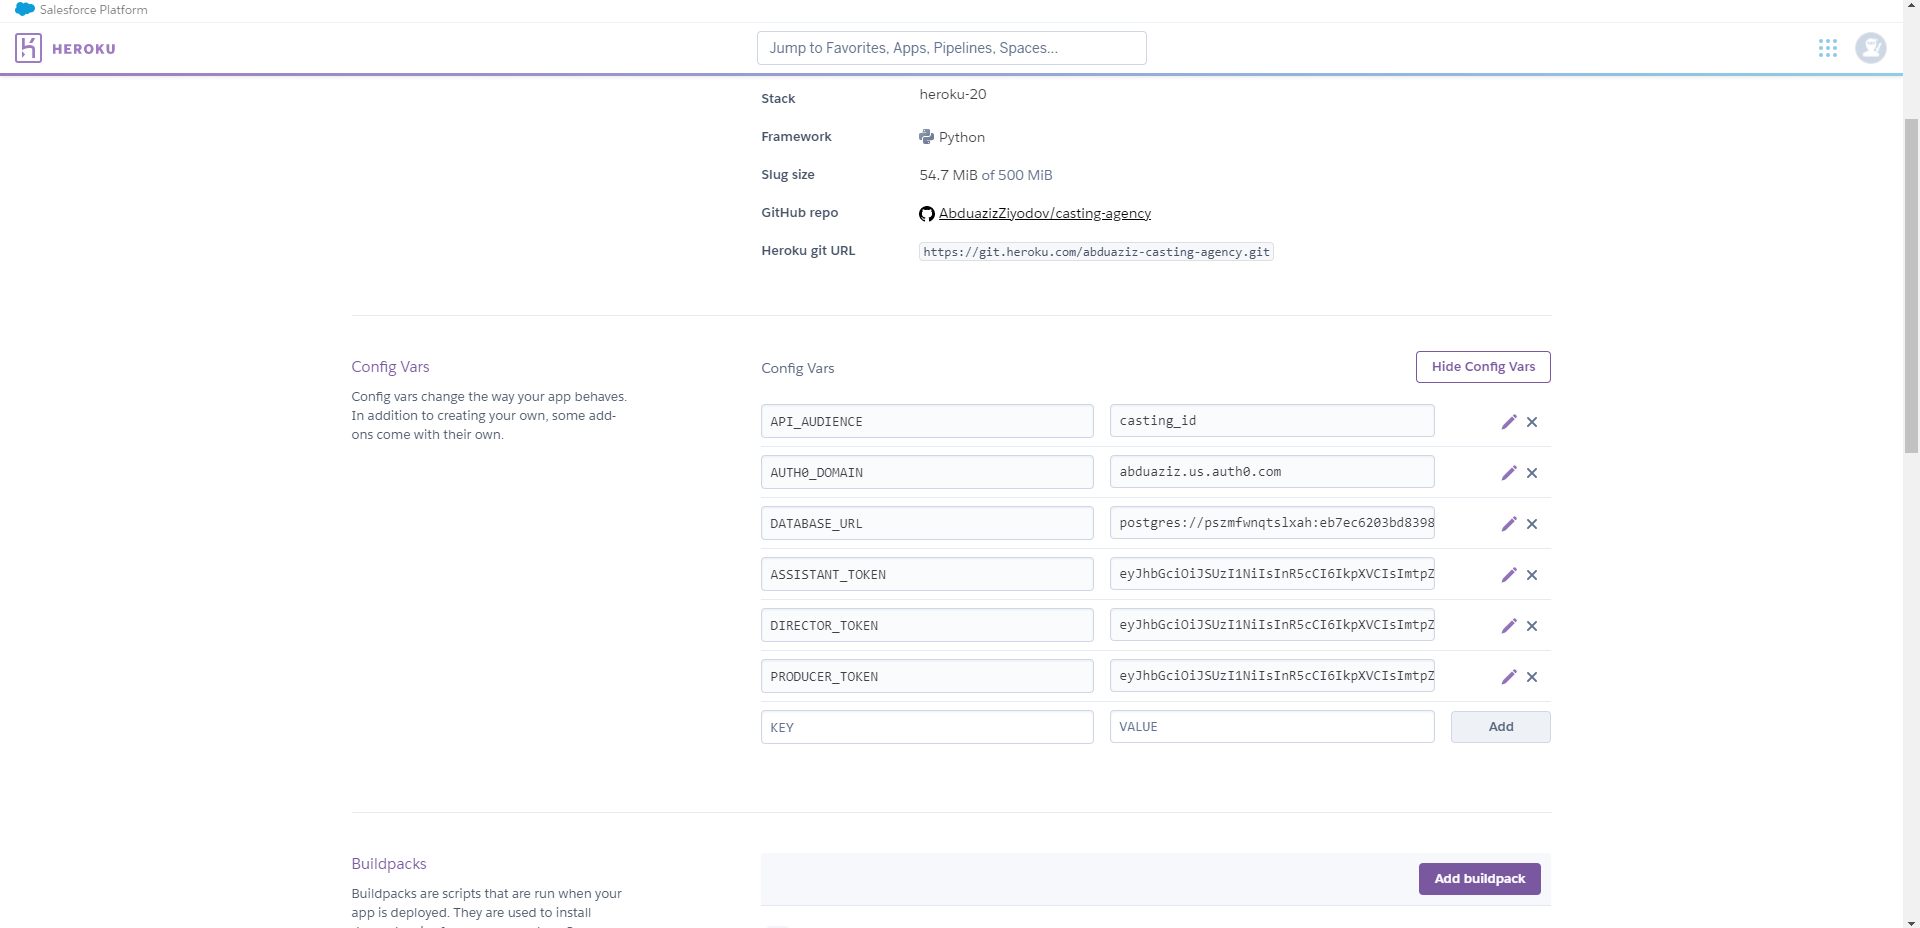 Salesforce Platform
HEROKU
Jump to Favorites, Apps, Pipelines, Spaces...
Stack heroku-20
Framework Python
Slug size 54.7 MiB of 500 MiB
GitHub repo AbduazizZiyodov/casting-agency
Heroku git URL https://git.heroku.com/abduaziz-casting-agency.git
Config Vars
Config vars change the way your app behaves.
In addition to creating your own, some add-
ons come with their own.
Config Vars Hide Config Vars
API_AUDIENCE casting_id
AUTH0_DOMAIN abduaziz.us.auth0.com
DATABASE_URL postgres://pszmfwnqtslxah:eb7ec6203bd8398
ASSISTANT_TOKEN eyJhbGciOiJSUzI1NiIsInR5cCI6IkpXVCIsImtpZ
DIRECTOR_TOKEN eyJhbGciOiJSUzI1NiIsInR5cCI6IkpXVCIsImtpZ
PRODUCER_TOKEN eyJhbGciOiJSUzI1NiIsInR5cCI6IkpXVCIsImtpZ
KEY VALUE Add
Buildpacks
Buildpacks are scripts that are run when your
app is deployed. They are used to install
Add buildpack